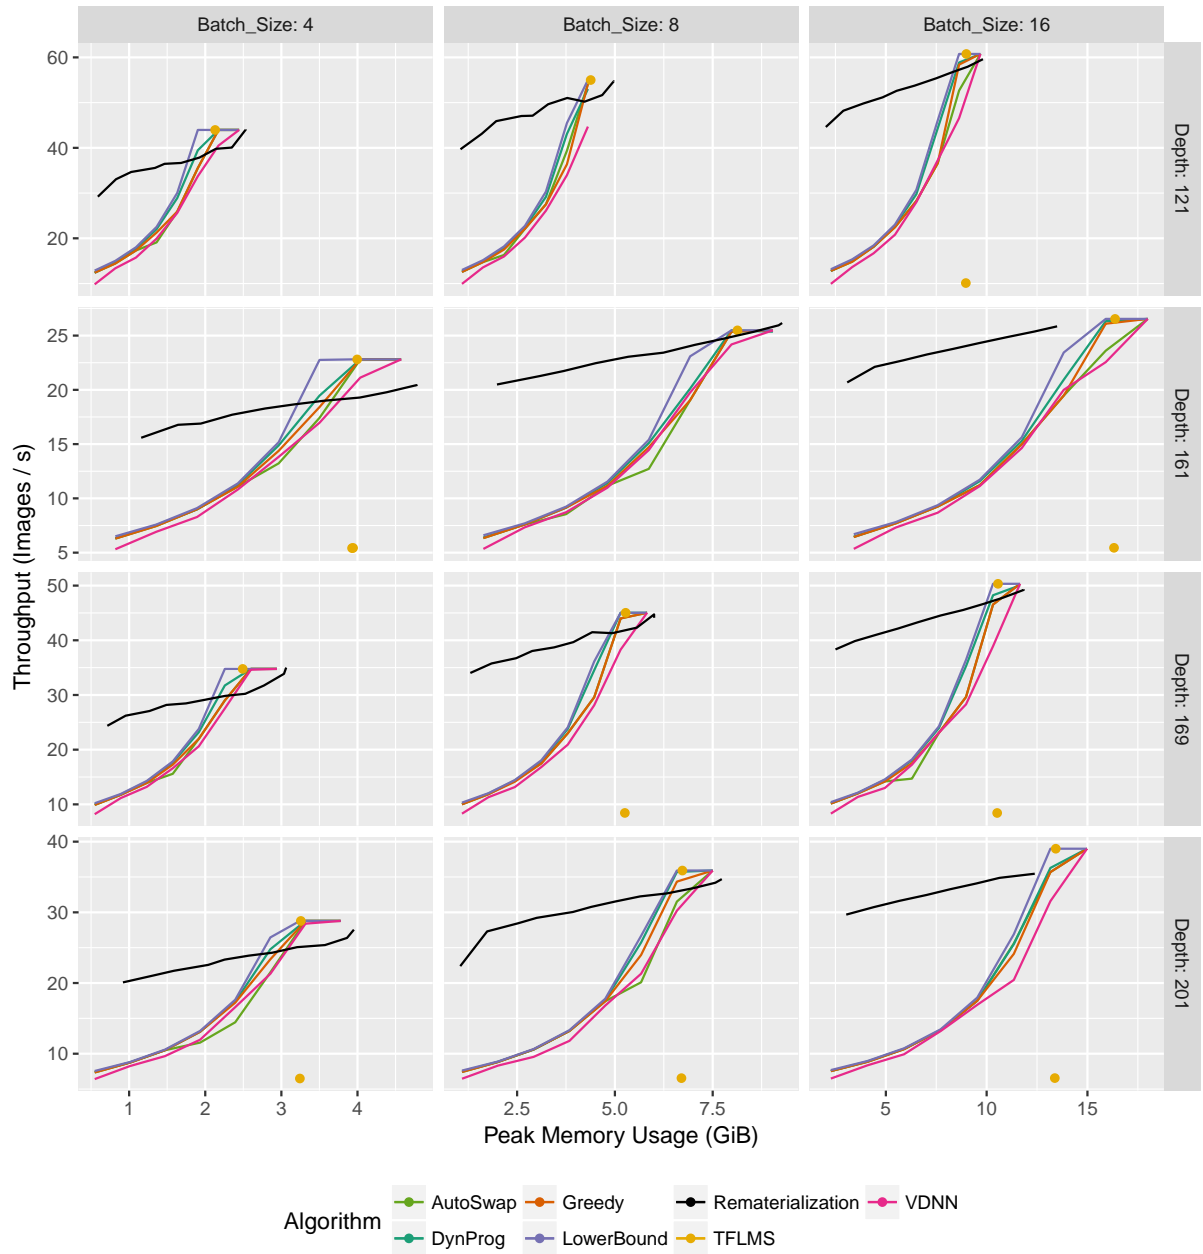 Batch_Size: 4
Batch_Size: 8
Batch_Size: 16
60
40
20
Depth: 121
25
20
15
10
5
Depth: 161
50
40
30
20
10
Depth: 169
40
30
20
10
Depth: 201
Throughput (Images / s)
1
2
3
4
2.5
5.0
7.5
5
10
15
Peak Memory Usage (GiB)
Algorithm
AutoSwap
Greedy
Rematerialization
VDNN
DynProg
LowerBound
TFLMS